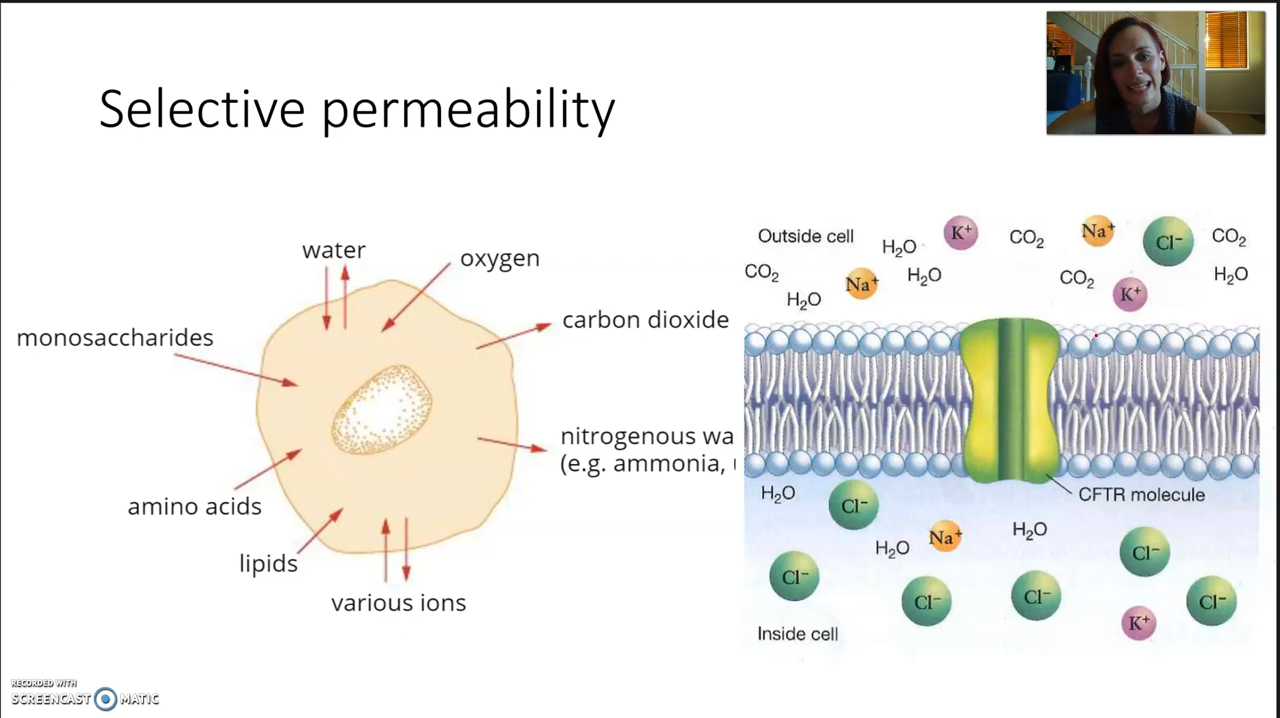 Selective permeability
water
oxygen
carbon dioxide
monosaccharides
nitrogenous wa
(e.g. ammonia,
amino acids
lipids
various ions
Outside cell
H₂O
K⁺
CO₂
Na⁺
Cl⁻
CO₂
CO₂
Na⁺
H₂O
CO₂
H₂O
H₂O
K⁺
CFTR molecule
H₂O
Cl⁻
H₂O
Na⁺
H₂O
Cl⁻
Cl⁻
Cl⁻
Cl⁻
Cl⁻
K⁺
Inside cell
RECORDED WITH
SCREENCAST MATIC